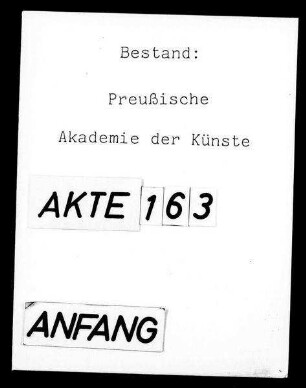 Bestand:
Preußische
Akademie der Künste
AKTE 163
ANFANG